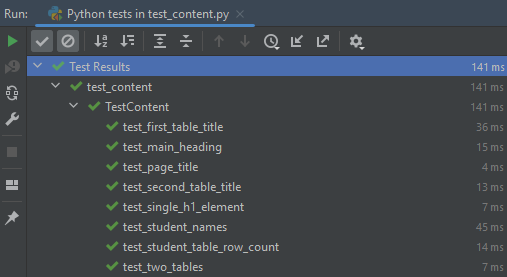 Run: Python tests in test_content.py
Test Results 141 ms
test_content 141 ms
TestContent 141 ms
test_first_table_title 36 ms
test_main_heading 15 ms
test_page_title 4 ms
test_second_table_title 13 ms
test_single_h1_element 7 ms
test_student_names 45 ms
test_student_table_row_count 14 ms
test_two_tables 7 ms